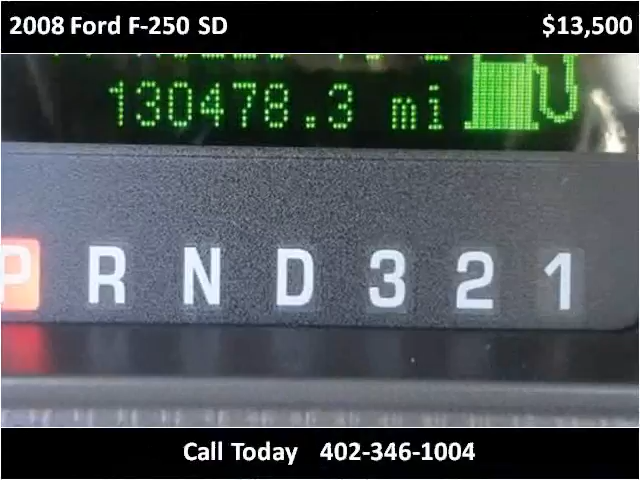 2008 Ford F-250 SD $13,500
130478.3 mi
P R N D 3 2 1
Call Today 402-346-1004